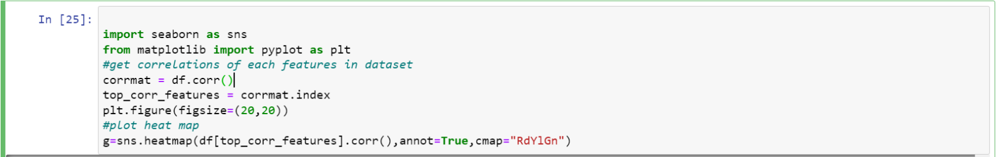 In [25]:
import seaborn as sns
from matplotlib import pyplot as plt
#get correlations of each features in dataset
corrmat = df.corr()
top_corr_features = corrmat.index
plt.figure(figsize=(20,20))
#plot heat map
g=sns.heatmap(df[top_corr_features].corr(),annot=True,cmap="RdYlGn")